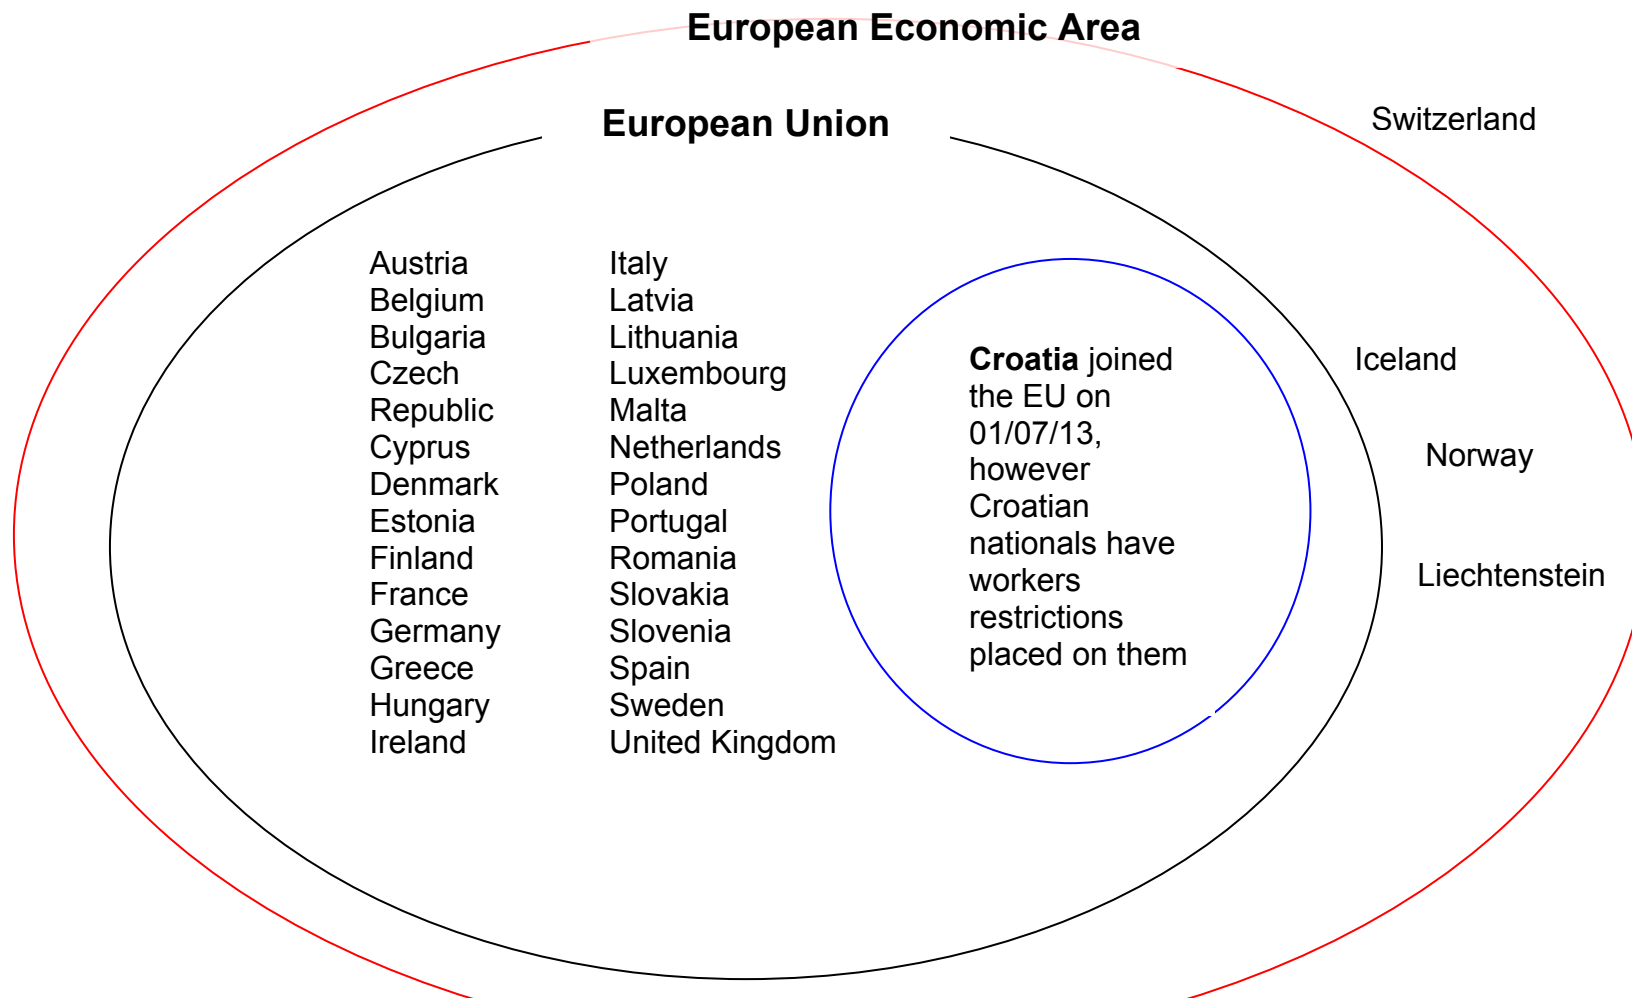 European Economic Area
Switzerland
European Union
Austria
Belgium
Bulgaria
Czech
Republic
Cyprus
Denmark
Estonia
Finland
France
Germany
Greece
Hungary
Ireland
Italy
Latvia
Lithuania
Luxembourg
Malta
Netherlands
Poland
Portugal
Romania
Slovakia
Slovenia
Spain
Sweden
United Kingdom
Croatia joined
the EU on
01/07/13,
however
Croatian
nationals have
workers
restrictions
placed on them
Iceland
Norway
Liechtenstein